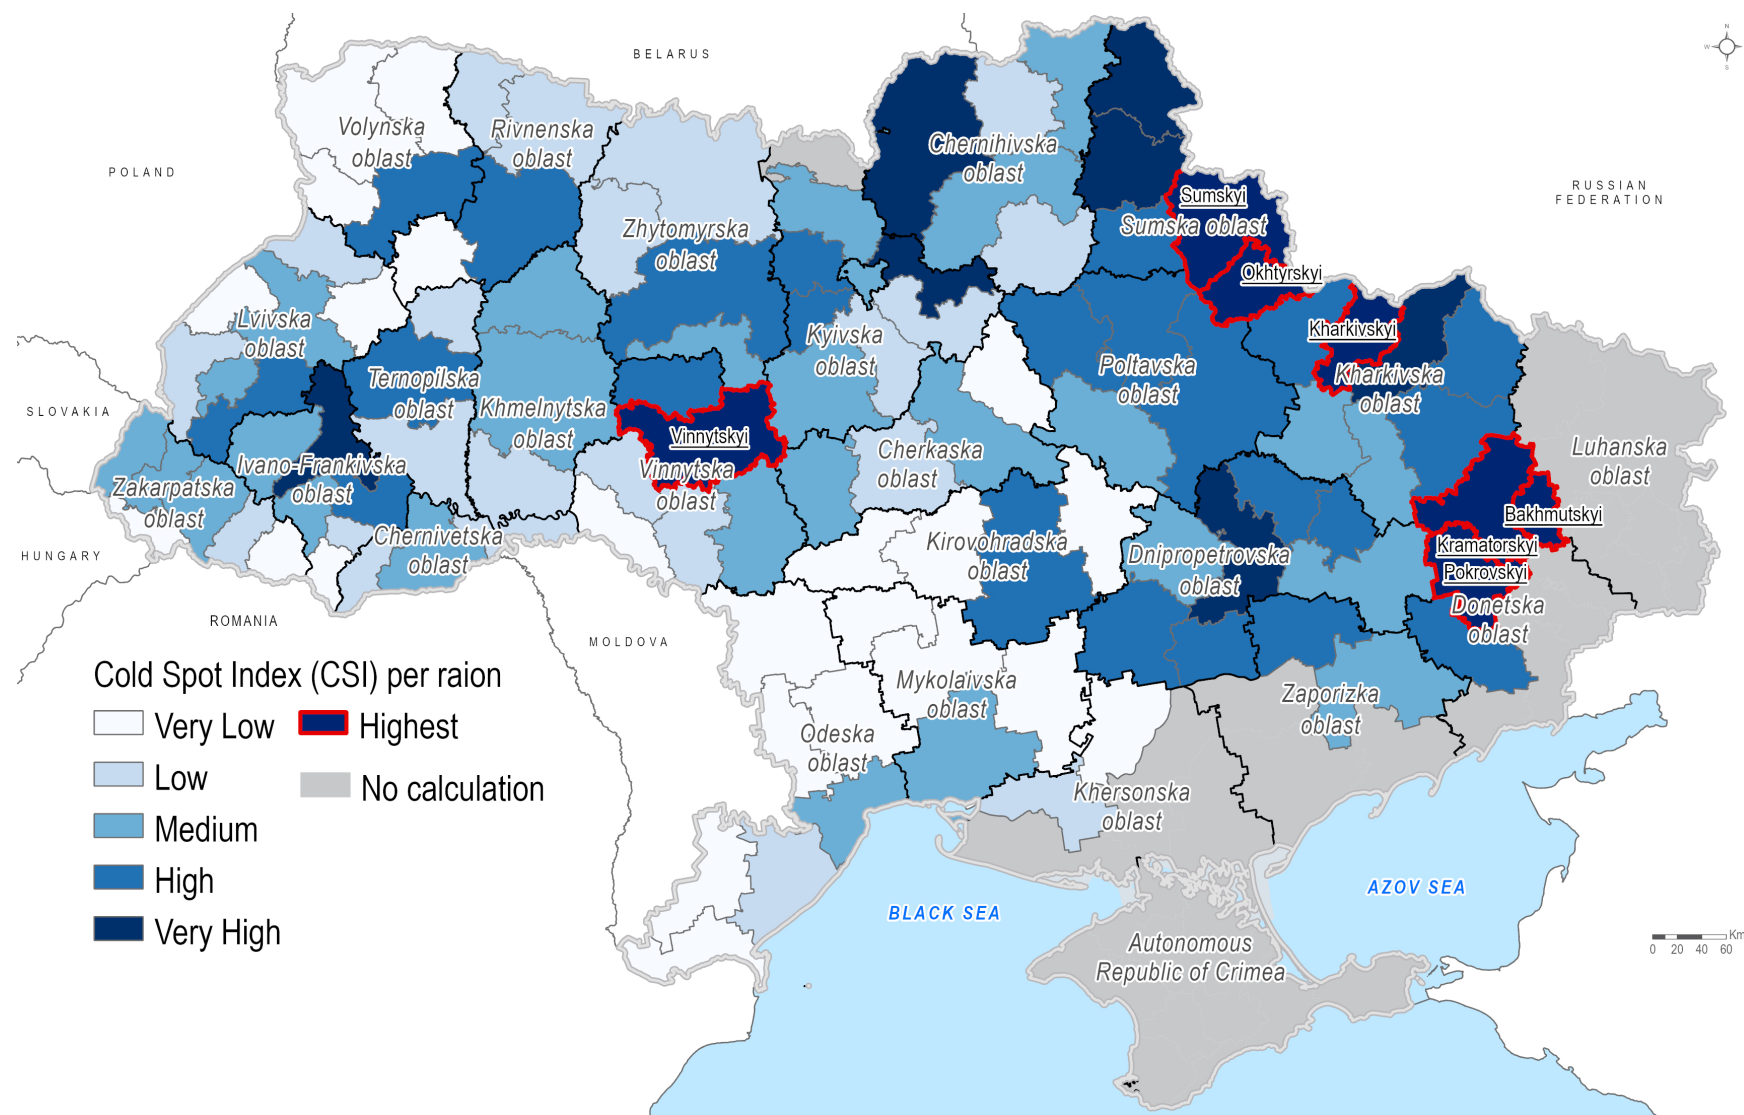 N
W
S
BELARUS
POLAND
RUSSIAN
FEDERATION
SLOVAKIA
HUNGARY
ROMANIA
MOLDOVA
Volynska
oblast
Rivnenska
oblast
Zhytomyrska
oblast
Chernihivska
oblast
Sumskyi
Sumska oblast
Okhtyrskyi
Lvivska
oblast
Kyivska
oblast
Kharkivskyi
Kharkivska
oblast
Poltavska
oblast
Ternopilska
oblast
Khmelnytska
oblast
Vinnytskyi
Vinnytska
oblast
Cherkaska
oblast
Luhanska
oblast
Ivano-Frankivska
oblast
Zakarpatska
oblast
Chernivetska
oblast
Kirovohradska
oblast
Dnipropetrovska
oblast
Bakhmutskyi
Kramatorskyi
Pokrovskyi
Donetska
oblast
Mykolaivska
oblast
Odeska
oblast
Zaporizka
oblast
Khersonska
oblast
Autonomous
Republic of Crimea
BLACK SEA
AZOV SEA
Cold Spot Index (CSI) per raion
Very Low
Highest
Low
No calculation
Medium
High
Very High
Km
0 20 40 60